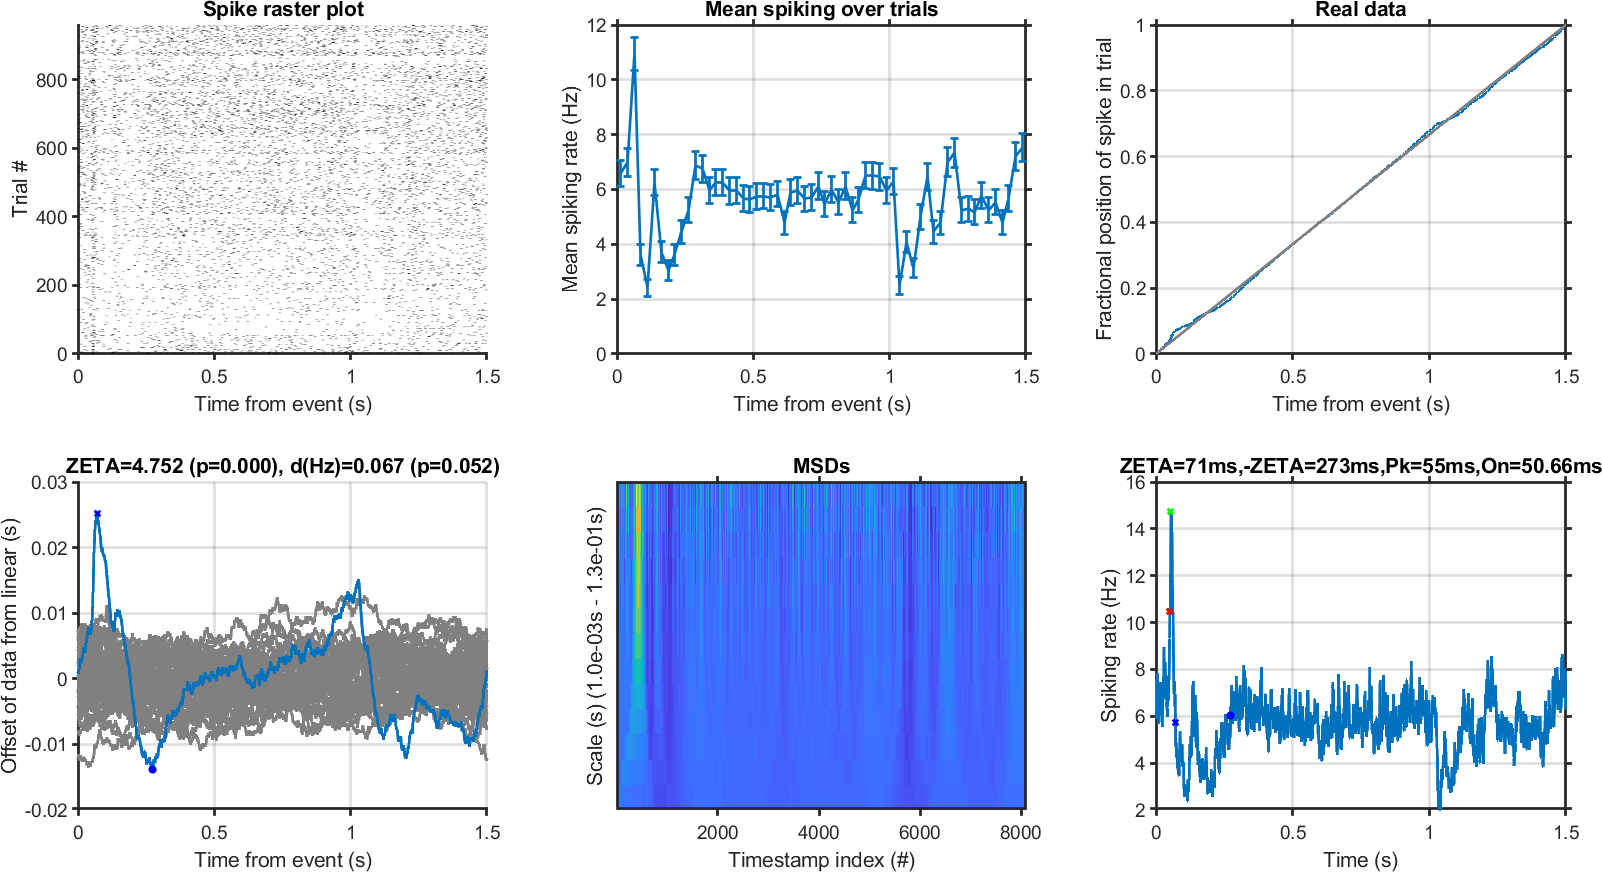 Spike raster plot
Trial #
800
600
400
200
0
0 0.5 1 1.5
Time from event (s)
Mean spiking over trials
Mean spiking rate (Hz)
12
10
8
6
4
2
0
0 0.5 1 1.5
Time from event (s)
Real data
Fractional position of spike in trial
1
0.8
0.6
0.4
0.2
0
0 0.5 1 1.5
Time from event (s)
ZETA=4.752 (p=0.000), d(Hz)=0.067 (p=0.052)
Offset of data from linear (s)
0.03
0.02
0.01
0
-0.01
-0.02
0 0.5 1 1.5
Time from event (s)
MSDs
Scale (s) (1.0e-03s - 1.3e-01s)
2000 4000 6000 8000
Timestamp index (#)
ZETA=71ms,-ZETA=273ms,Pk=55ms,On=50.66ms
Spiking rate (Hz)
16
14
12
10
8
6
4
2
0 0.5 1 1.5
Time (s)